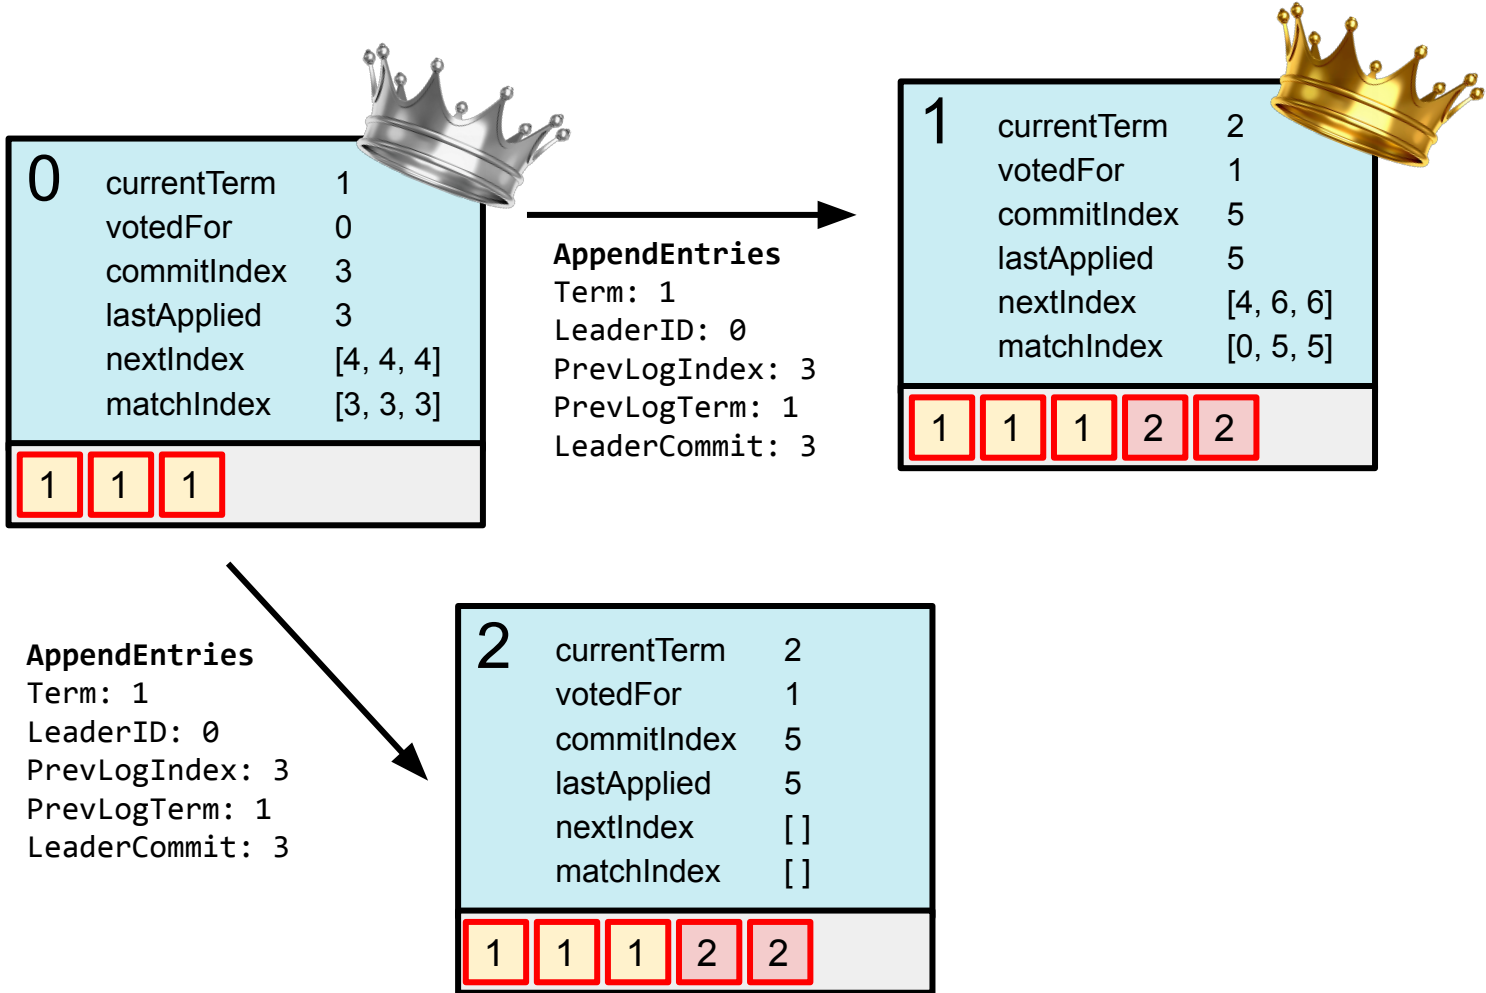 0
currentTerm 1
votedFor 0
commitIndex 3
lastApplied 3
nextIndex [4, 4, 4]
matchIndex [3, 3, 3]
1 1 1
AppendEntries
Term: 1
LeaderID: 0
PrevLogIndex: 3
PrevLogTerm: 1
LeaderCommit: 3
1
currentTerm 2
votedFor 1
commitIndex 5
lastApplied 5
nextIndex [4, 6, 6]
matchIndex [0, 5, 5]
1 1 1 2 2
AppendEntries
Term: 1
LeaderID: 0
PrevLogIndex: 3
PrevLogTerm: 1
LeaderCommit: 3
2
currentTerm 2
votedFor 1
commitIndex 5
lastApplied 5
nextIndex [ ]
matchIndex [ ]
1 1 1 2 2